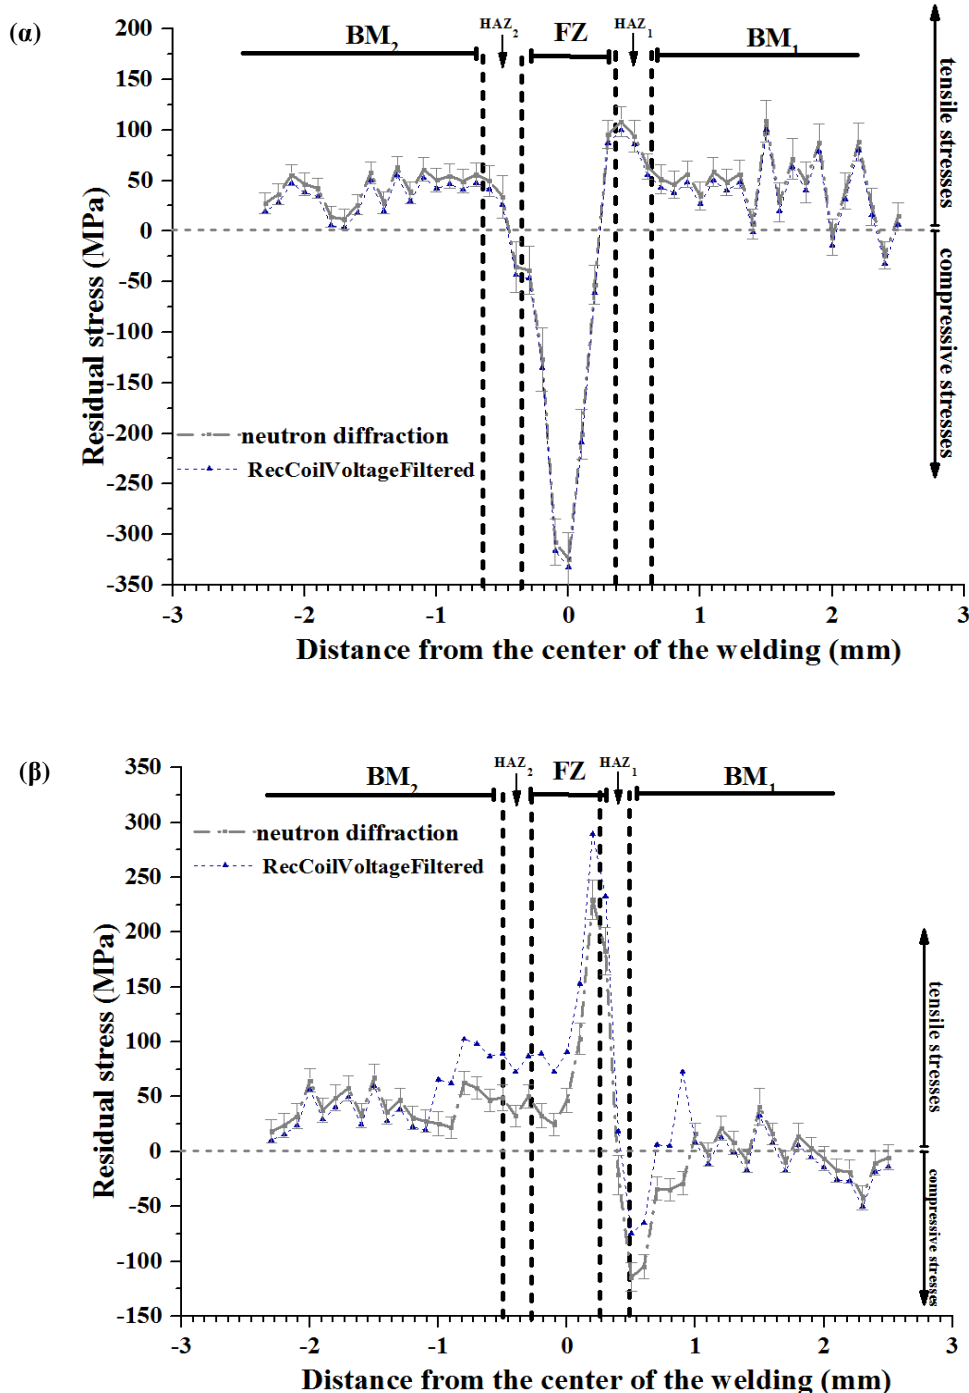 (α)
BM2 HAZ2 FZ HAZ1 BM1
200
150
100
50
0
-50
-100
-150
-200
-250
-300
-350
Residual stress (MPa)
neutron diffraction
RecCoilVoltageFiltered
tensile stresses
compressive stresses
-3 -2 -1 0 1 2 3
Distance from the center of the welding (mm)
(β)
BM2 HAZ2 FZ HAZ1 BM1
350
300
250
200
150
100
50
0
-50
-100
-150
Residual stress (MPa)
neutron diffraction
RecCoilVoltageFiltered
tensile stresses
compressive stresses
-3 -2 -1 0 1 2 3
Distance from the center of the welding (mm)